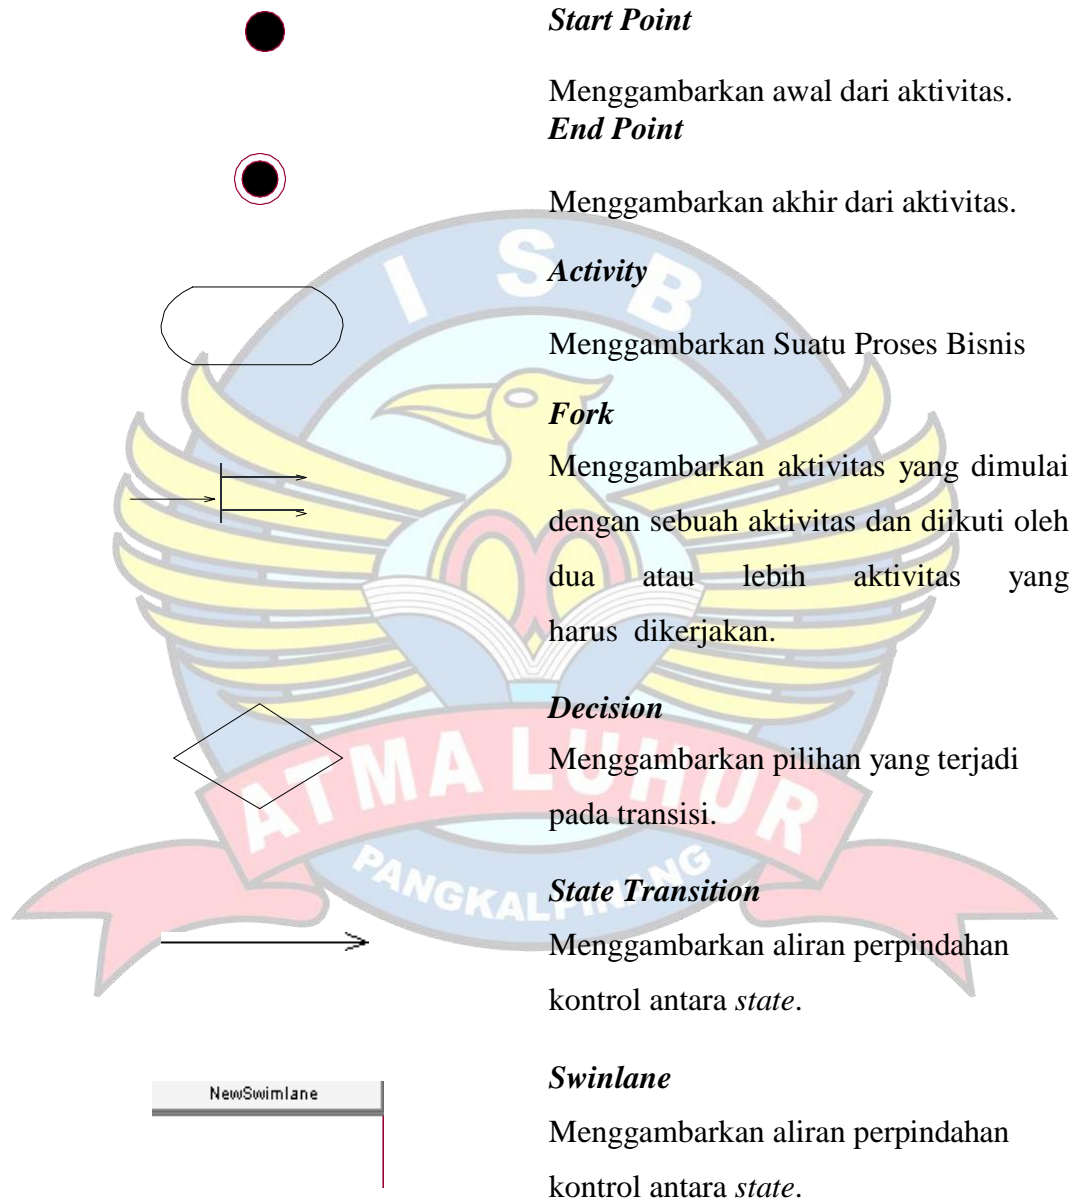 Start Point
Menggambarkan awal dari aktivitas.
End Point
Menggambarkan akhir dari aktivitas.
I S B
Activity
Menggambarkan Suatu Proses Bisnis
Fork
Menggambarkan aktivitas yang dimulai
dengan sebuah aktivitas dan diikuti oleh
dua atau lebih aktivitas yang
harus dikerjakan.
Decision
Menggambarkan pilihan yang terjadi
pada transisi.
ATMA LUHUR
PANGKALPINANG
State Transition
Menggambarkan aliran perpindahan
kontrol antara state.
NewSwimlane
Swinlane
Menggambarkan aliran perpindahan
kontrol antara state.